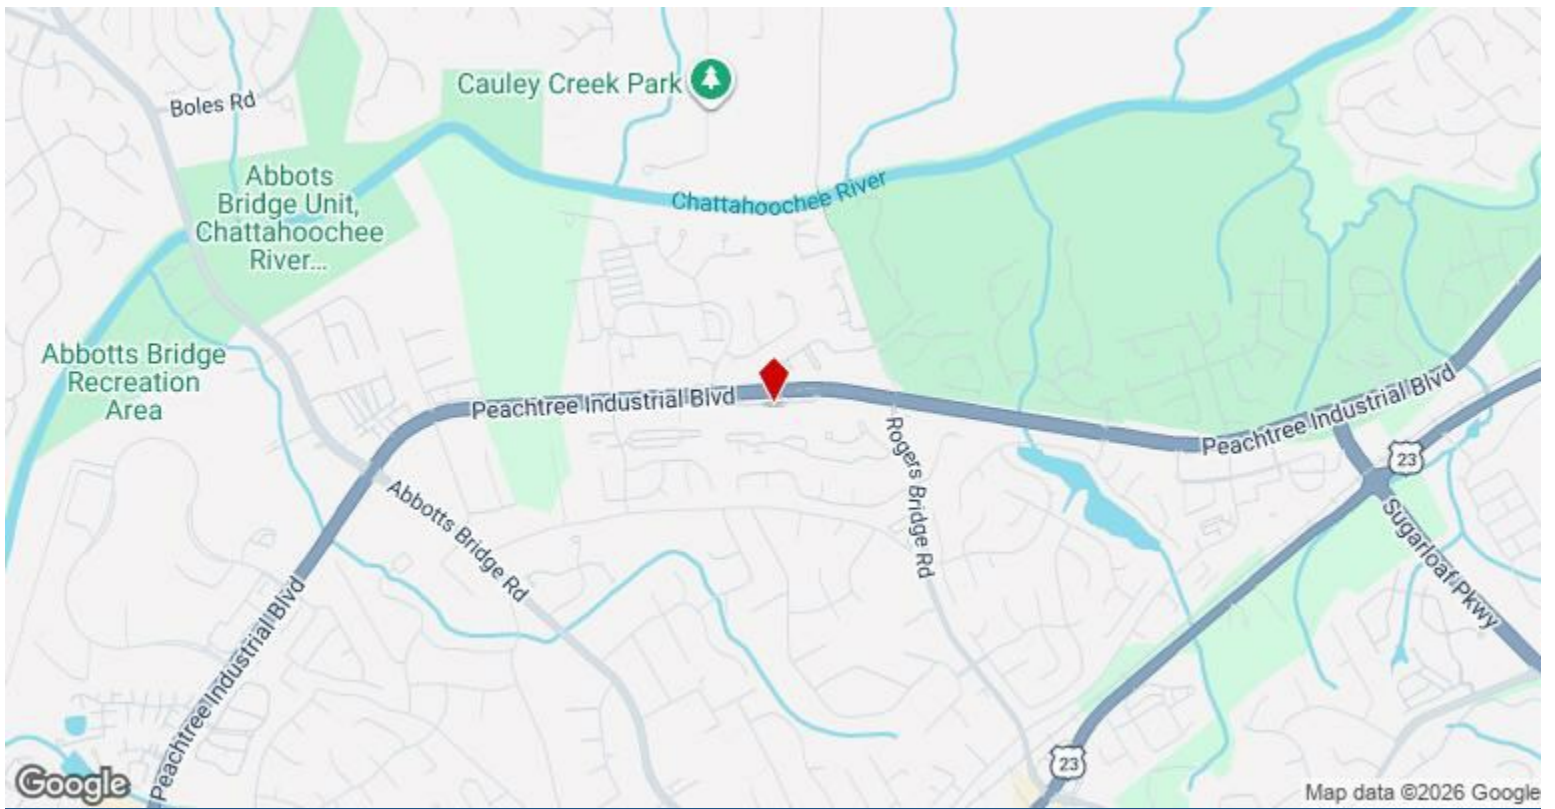 Cauley Creek Park
Boles Rd
Abbots
Bridge Unit,
Chattahoochee
River...
Chattahoochee River
Abbotts Bridge
Recreation
Area
Peachtree Industrial Blvd
Peachtree Industrial Blvd
23
Rogers Bridge Rd
Abbotts Bridge Rd
Sugarloaf Pkwy
Peachtree Industrial Blvd
23
Google
Map data ©2026 Google